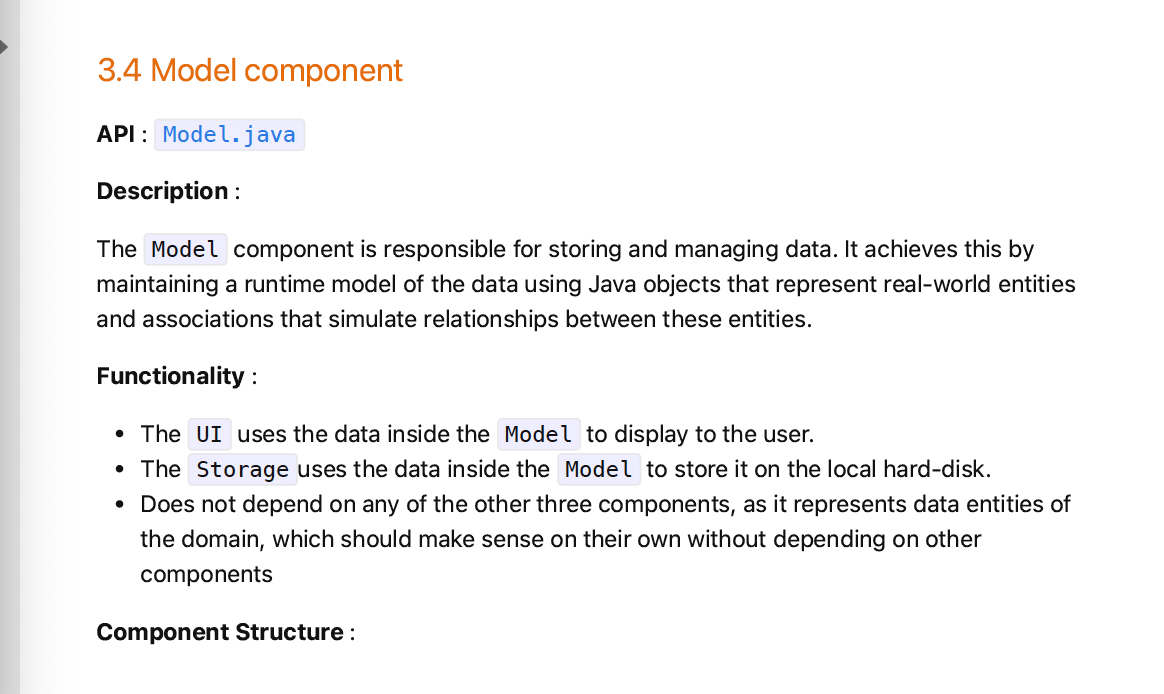 3.4 Model component
API : Model.java
Description :
The Model component is responsible for storing and managing data. It achieves this by
maintaining a runtime model of the data using Java objects that represent real-world entities
and associations that simulate relationships between these entities.
Functionality :
• The UI uses the data inside the Model to display to the user.
• The Storage uses the data inside the Model to store it on the local hard-disk.
• Does not depend on any of the other three components, as it represents data entities of
the domain, which should make sense on their own without depending on other
components
Component Structure :